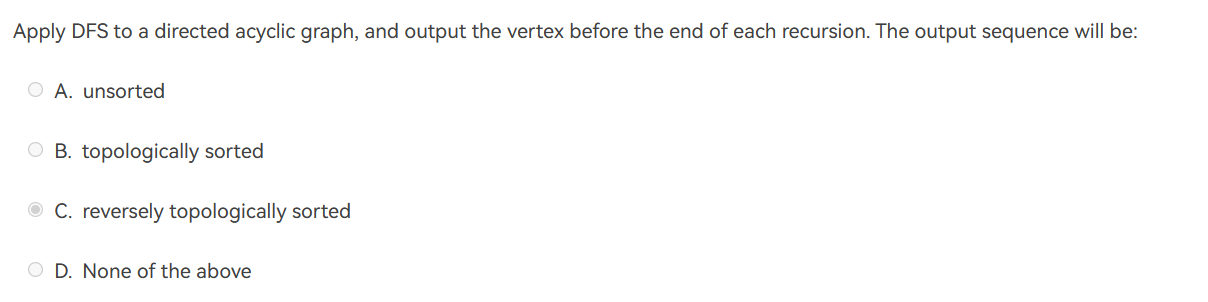 Apply DFS to a directed acyclic graph, and output the vertex before the end of each recursion. The output sequence will be:
A. unsorted
B. topologically sorted
C. reversely topologically sorted
D. None of the above